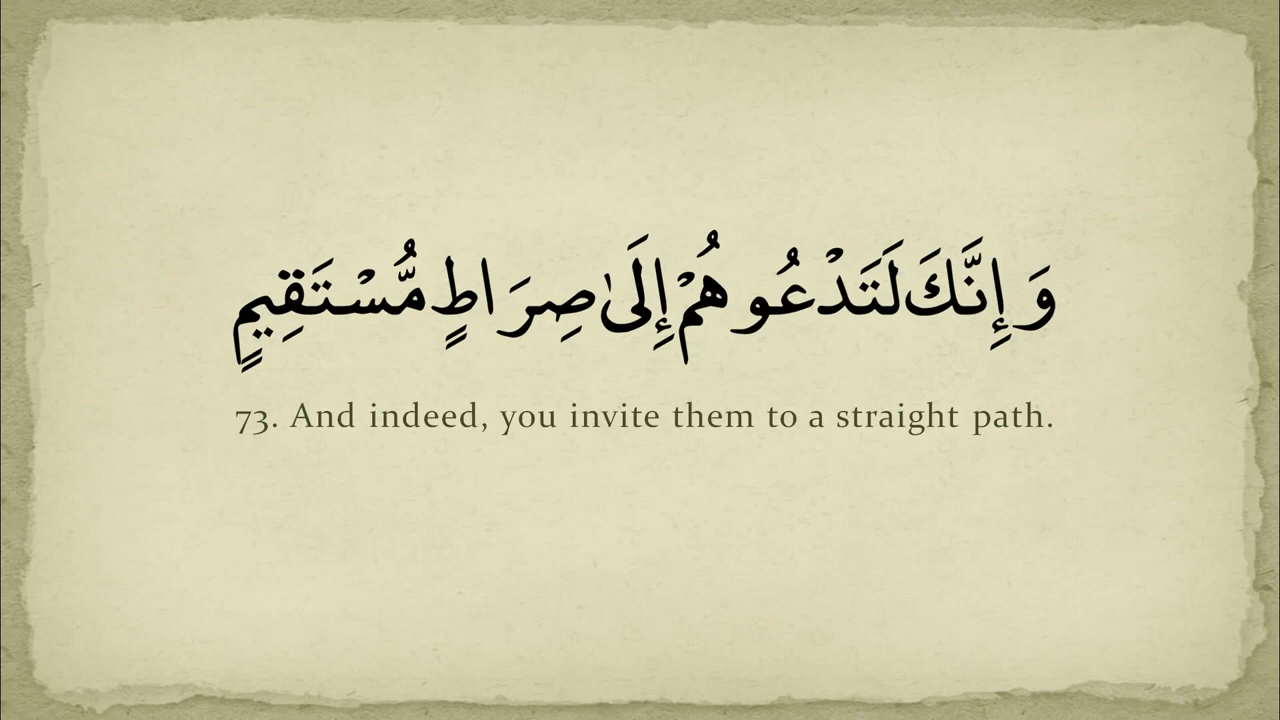 وَإِنَّكَ لَتَدْعُوهُمْ إِلَىٰ صِرَاطٍ مُّسْتَقِيمٍ
73. And indeed, you invite them to a straight path.